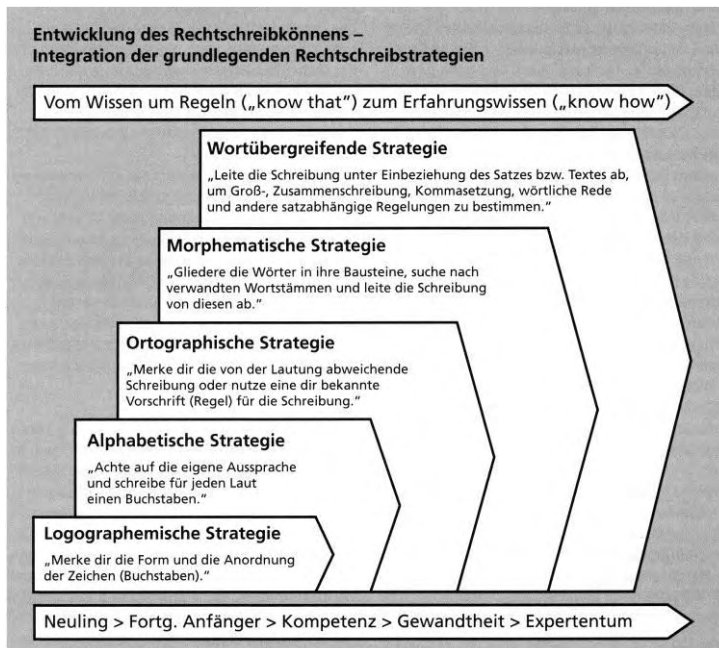 Entwicklung des Rechtschreibkönnens –
Integration der grundlegenden Rechtschreibstrategien
Vom Wissen um Regeln („know that") zum Erfahrungswissen („know how")
Wortübergreifende Strategie
„Leite die Schreibung unter Einbeziehung des Satzes bzw. Textes ab,
um Groß-, Zusammenschreibung, Kommasetzung, wörtliche Rede
und andere satzabhängige Regelungen zu bestimmen."
Morphematische Strategie
„Gliedere die Wörter in ihre Bausteine, suche nach
verwandten Wortstämmen und leite die Schreibung
von diesen ab."
Ortographische Strategie
„Merke dir die von der Lautung abweichende
Schreibung oder nutze eine dir bekannte
Vorschrift (Regel) für die Schreibung."
Alphabetische Strategie
„Achte auf die eigene Aussprache
und schreibe für jeden Laut
einen Buchstaben."
Logographemische Strategie
„Merke dir die Form und die Anordnung
der Zeichen (Buchstaben)."
Neuling > Fortg. Anfänger > Kompetenz > Gewandtheit > Expertentum